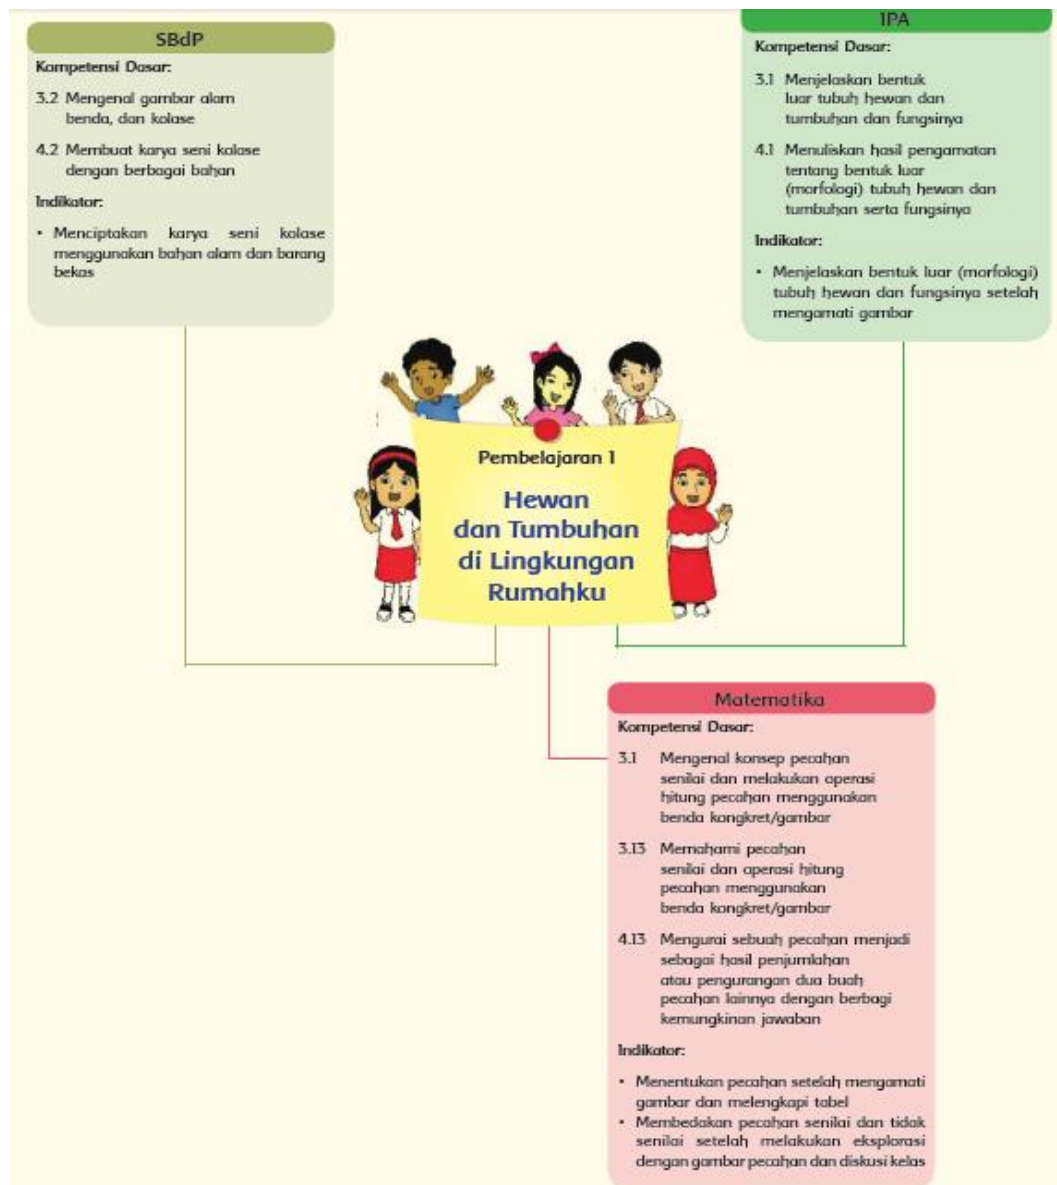 SBdP
Kompetensi Dasar:
3.2 Mengenal gambar alam
benda, dan kolase
4.2 Membuat karya seni kolase
dengan berbagai bahan
Indikator:
• Menciptakan karya seni kolase
menggunakan bahan alam dan barang
bekas
IPA
Kompetensi Dasar:
3.1 Menjelaskan bentuk
luar tubuh hewan dan
tumbuhan dan fungsinya
4.1 Menuliskan hasil pengamatan
tentang bentuk luar
(morfologi) tubuh hewan dan
tumbuhan serta fungsinya
Indikator:
• Menjelaskan bentuk luar (morfologi)
tubuh hewan dan fungsinya setelah
mengamati gambar
Pembelajaran 1
Hewan
dan Tumbuhan
di Lingkungan
Rumahku
Matematika
Kompetensi Dasar:
3.1 Mengenal konsep pecahan
senilai dan melakukan operasi
hitung pecahan menggunakan
benda kongkret/gambar
3.13 Memahami pecahan
senilai dan operasi hitung
pecahan menggunakan
benda kongkret/gambar
4.13 Mengurai sebuah pecahan menjadi
sebagai hasil penjumlahan
atau pengurangan dua buah
pecahan lainnya dengan berbagi
kemungkinan jawaban
Indikator:
• Menentukan pecahan setelah mengamati
gambar dan melengkapi tabel
• Membedakan pecahan senilai dan tidak
senilai setelah melakukan eksplorasi
dengan gambar pecahan dan diskusi kelas